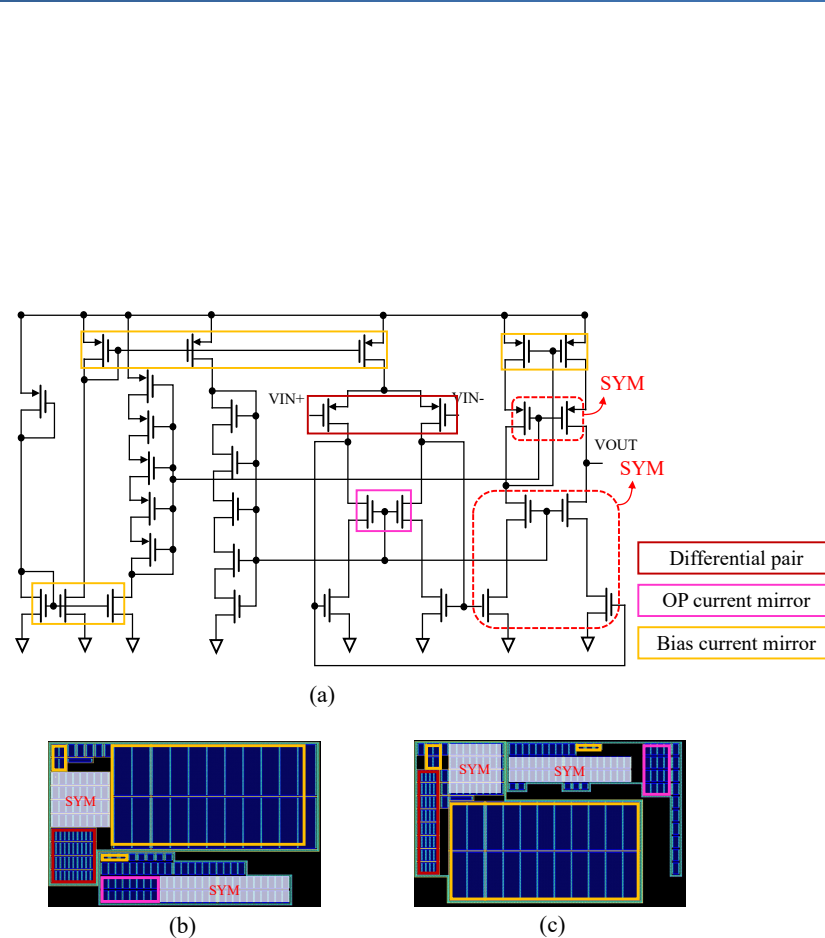 SYM
VIN+
VIN-
VOUT
SYM
Differential pair
OP current mirror
Bias current mirror
(a)
SYM
SYM
SYM
SYM
(b)
(c)